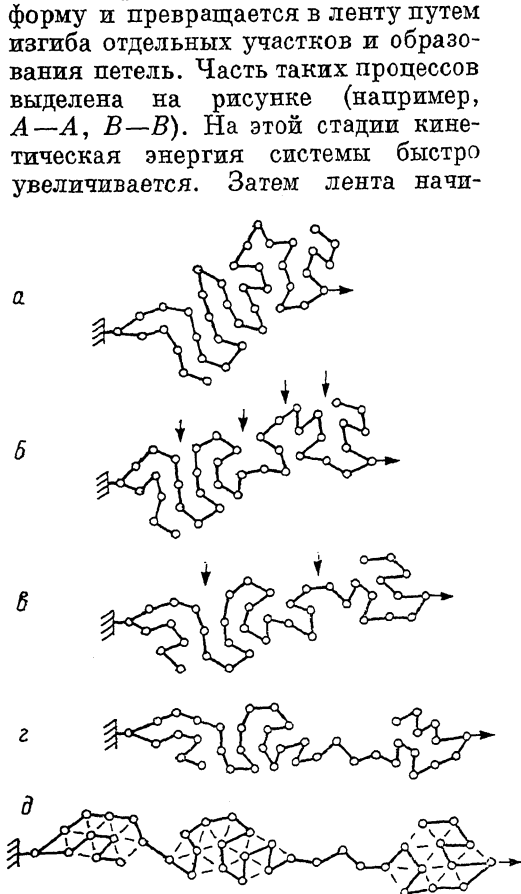 форму и превращается в ленту путем
изгиба отдельных участков и образо-
вания петель. Часть таких процессов
выделена на рисунке (например,
А—А, В—В). На этой стадии кине-
тическая энергия системы быстро
увеличивается. Затем лента начи-
а
б
в
г
д